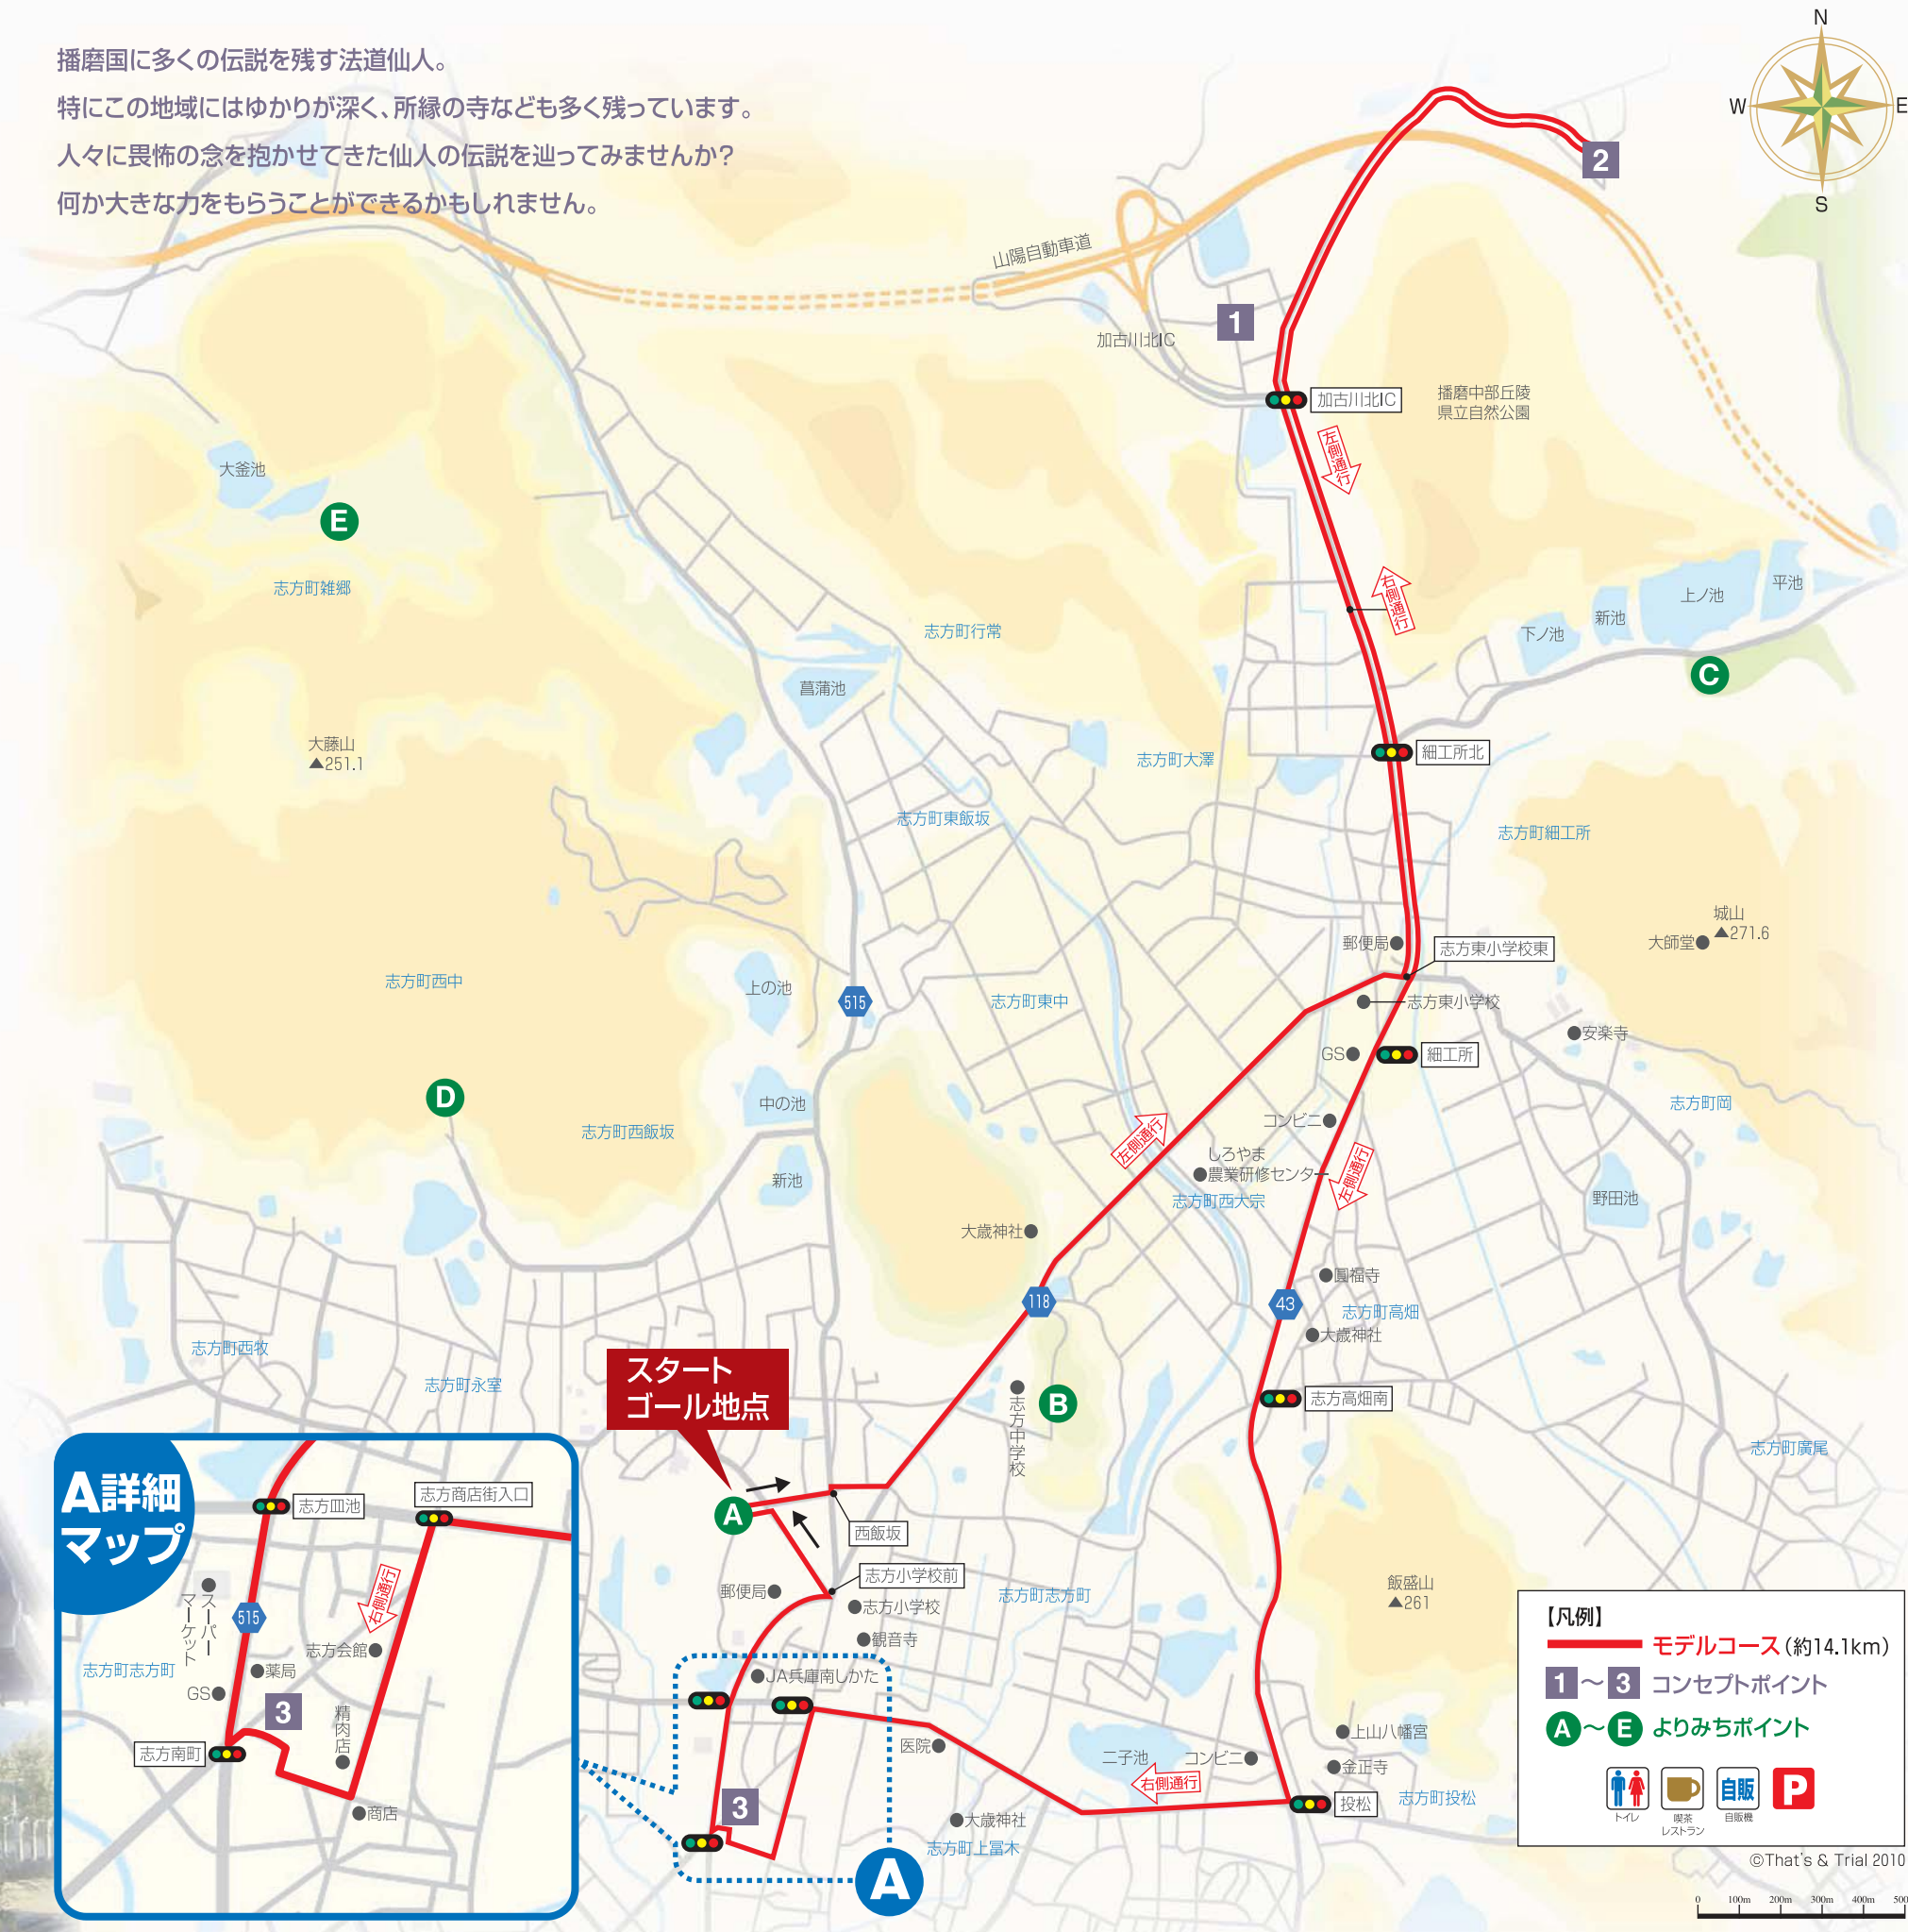 播磨国に多くの伝説を残す法道仙人。
特にこの地域にはゆかりが深く、所縁の寺なども多く残っています。
人々に畏怖の念を抱かせてきた仙人の伝説を辿ってみませんか?
何か大きな力をもらうことができるかもしれません。
N
W
E
S
2
山陽自動車道
1
加古川北IC
加古川北IC
播磨中部丘陵
県立自然公園
左側通行
大釜池
E
志方町雑郷
右側通行
志方町行常
平池
上ノ池
新池
下ノ池
C
菖蒲池
大藤山
▲251.1
志方町大澤
細工所北
志方町東飯坂
志方町細工所
城山
▲271.6
大師堂
郵便局
志方東小学校東
志方町西中
上の池
515
志方町東中
志方東小学校
安楽寺
GS
細工所
D
中の池
志方町西飯坂
コンビニ
志方町岡
左側通行
しろやま
農業研修センター
左側通行
新池
志方町西大宗
野田池
大歳神社
圓福寺
118
43
志方町高畑
大歳神社
志方町西牧
志方町永室
スタート
ゴール地点
志方中学校
B
志方高畑南
志方町廣尾
A
西飯坂
志方小学校前
郵便局
志方小学校
志方町志方町
観音寺
飯盛山
▲261
JA兵庫南しかた
医院
二子池
コンビニ
上山八幡宮
金正寺
右側通行
投松
志方町投松
3
大歳神社
志方町上冨木
A
A詳細
マップ
志方皿池
志方商店街入口
スーパー
マーケット
515
右側通行
志方会館
志方町志方町
薬局
GS
3
精肉店
志方南町
商店
【凡例】
モデルコース(約14.1km)
1〜3 コンセプトポイント
A〜E よりみちポイント
自販
P
トイレ
喫茶
レストラン
自販機
©That's & Trial 2010
0 100m 200m 300m 400m 500